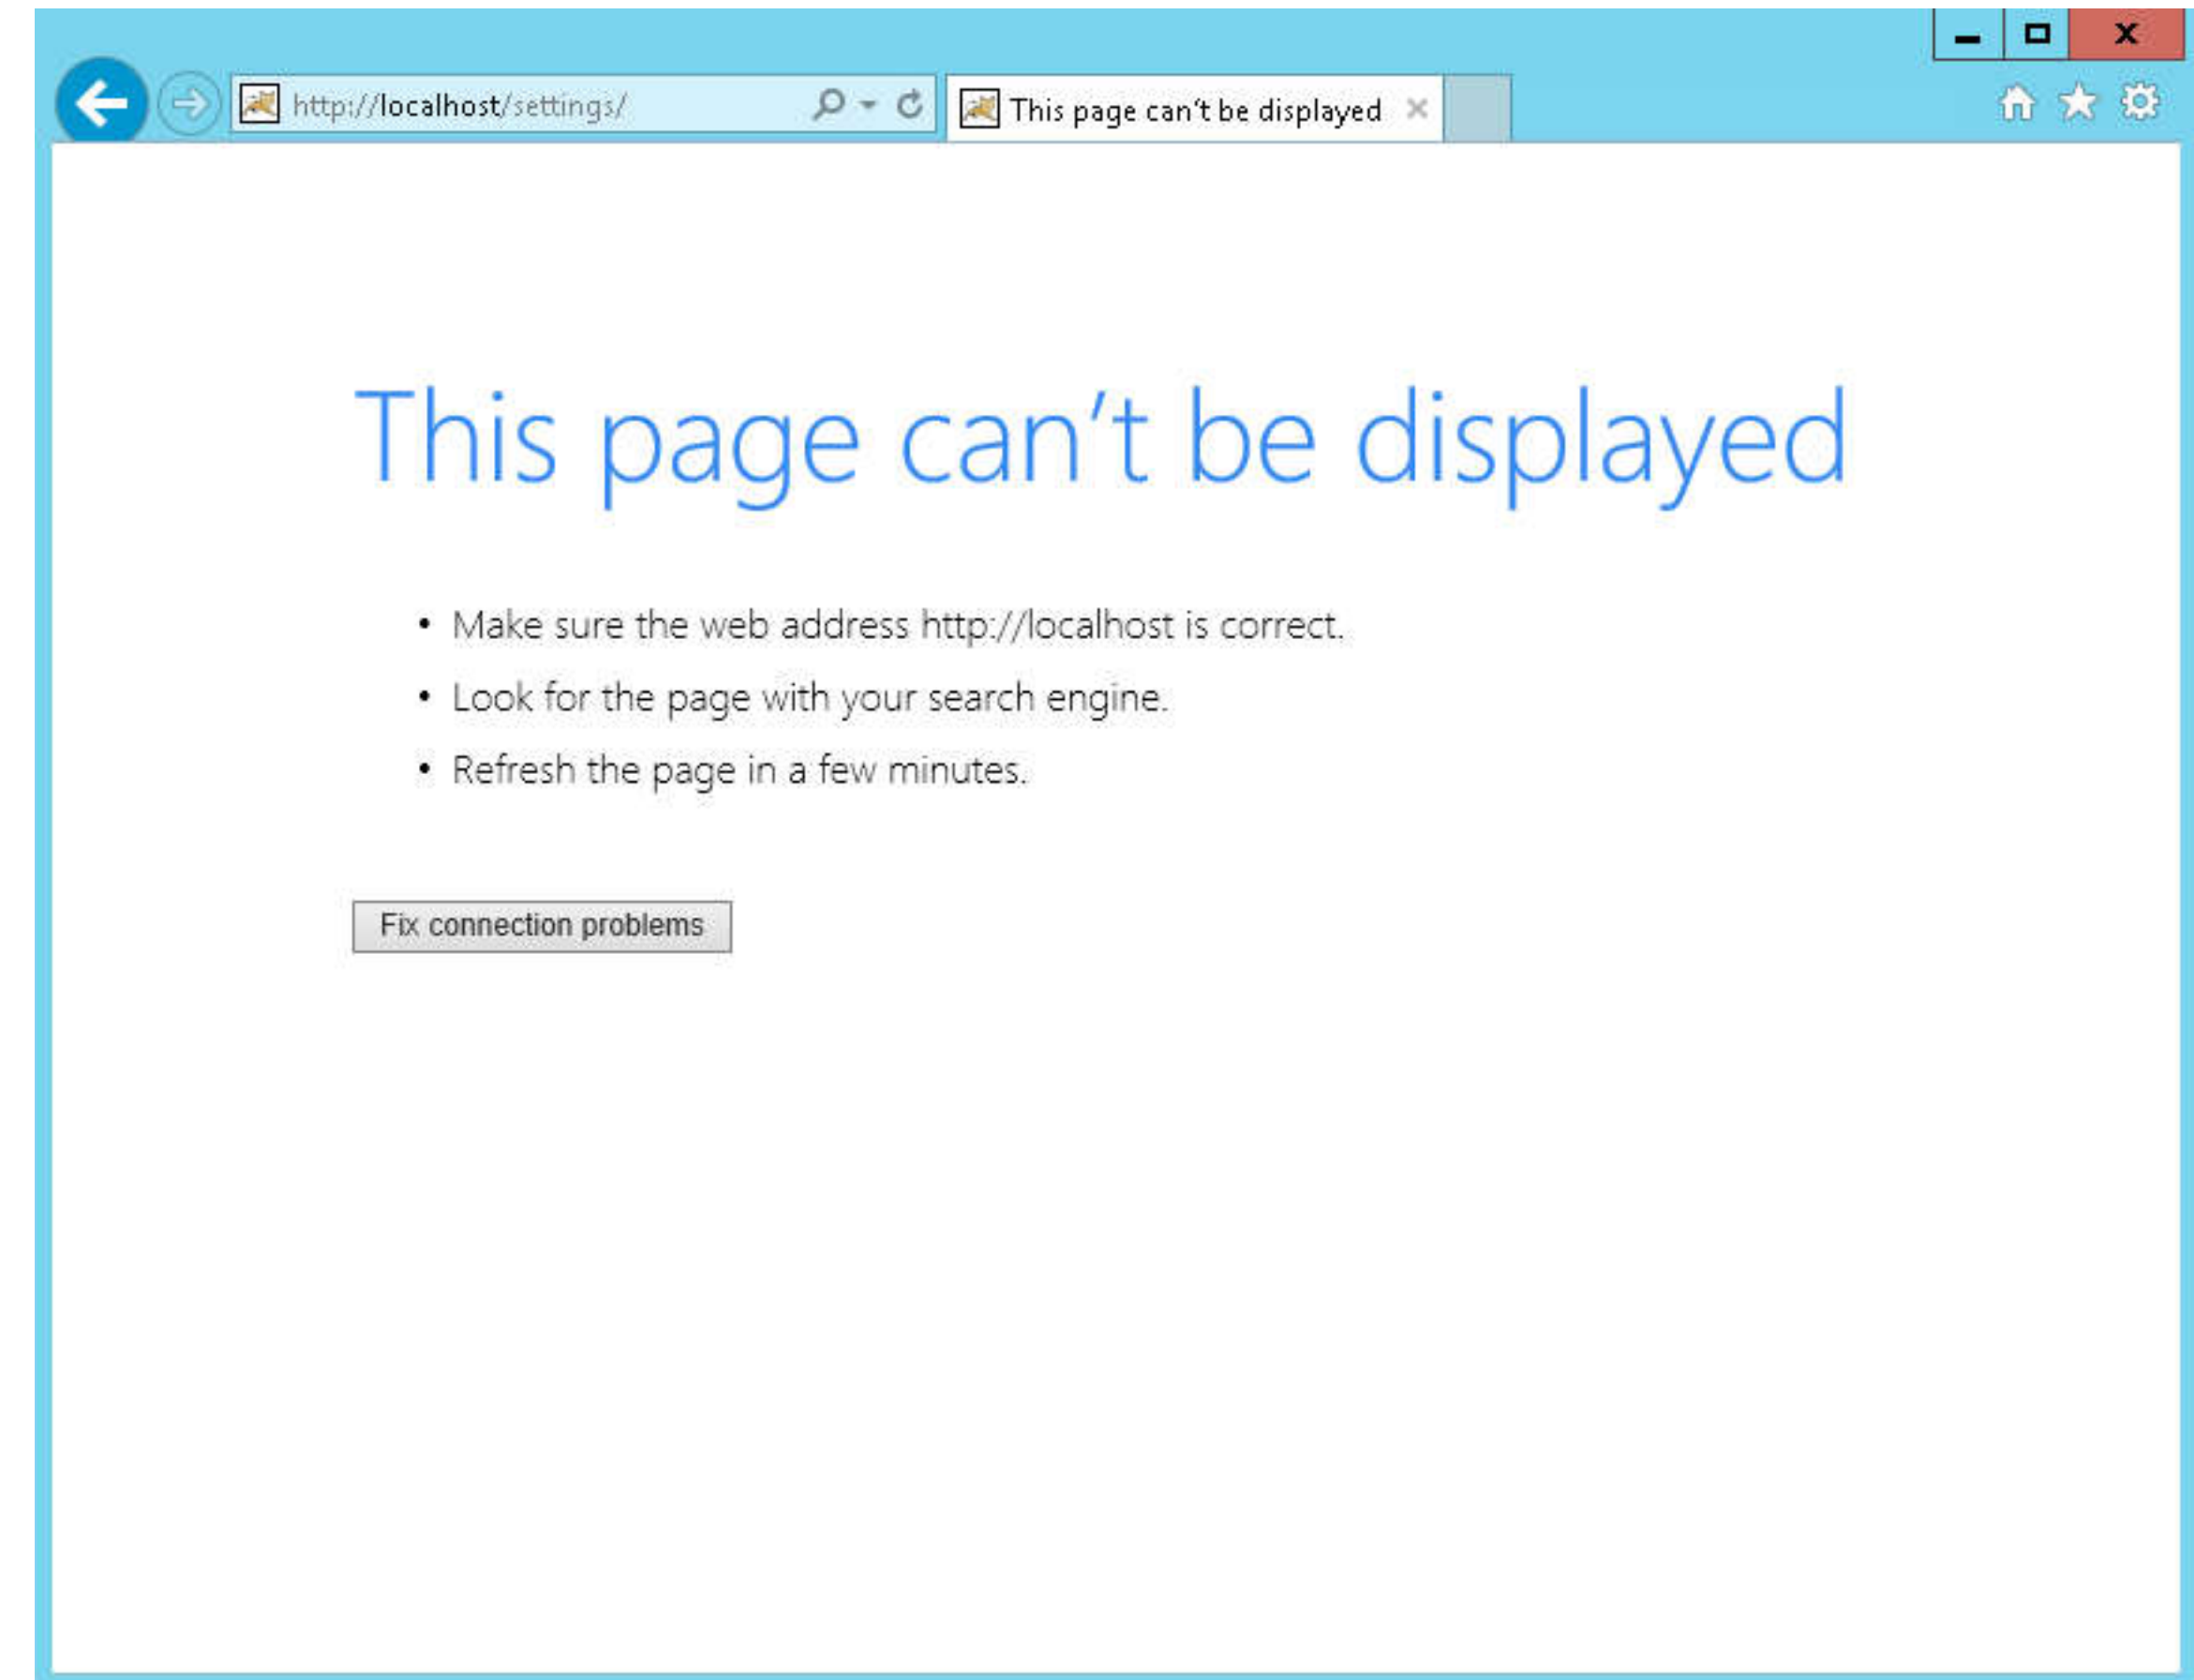 http://localhost/settings/
This page can't be displayed
This page can't be displayed
• Make sure the web address http://localhost is correct.
• Look for the page with your search engine.
• Refresh the page in a few minutes.
Fix connection problems